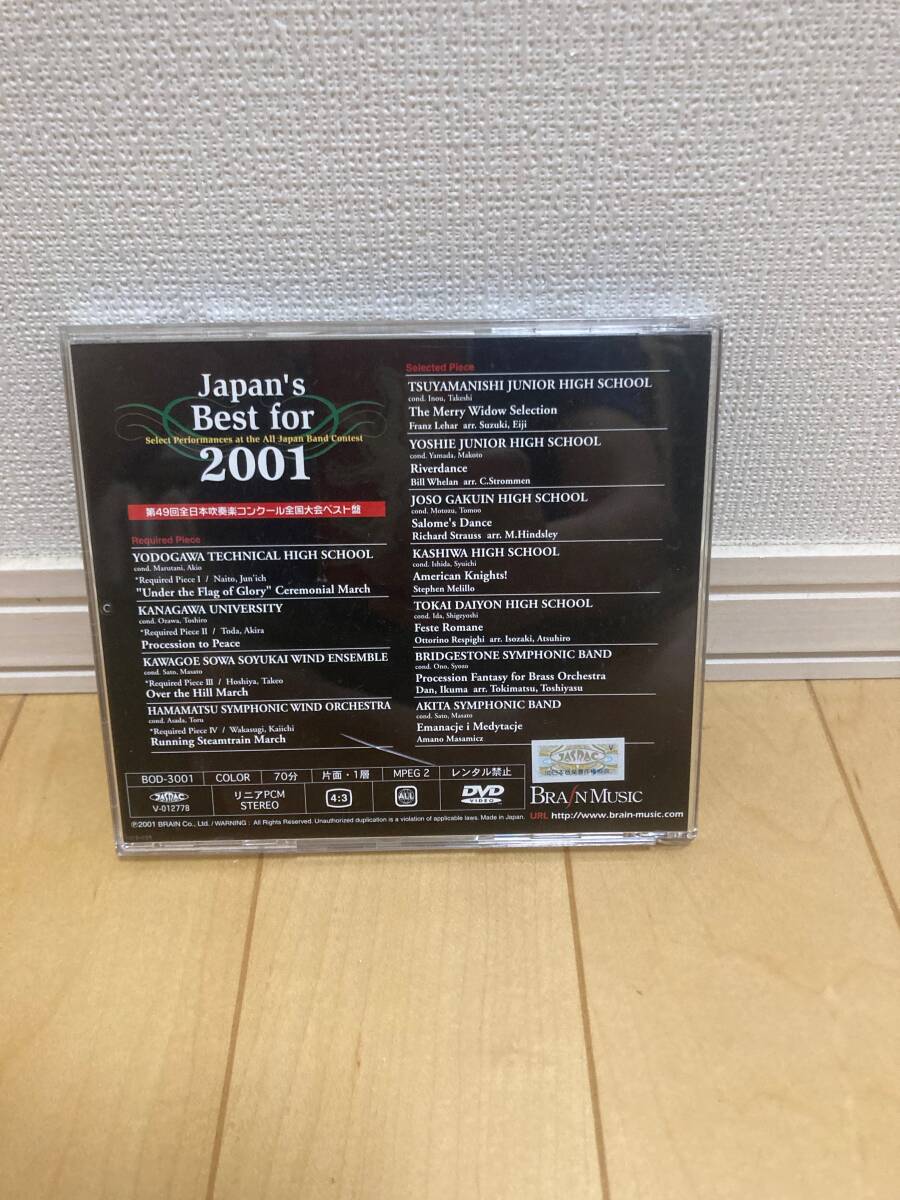 Japan's
Best for
Select Performances at the All Japan Band Contest
2001
第49回全日本吹奏楽コンクール全国大会ベスト盤
Required Piece
YODOGAWA TECHNICAL HIGH SCHOOL
cond. Marutani, Akio
*Required Piece I / Naito, Jun'ich
"Under the Flag of Glory" Ceremonial March
KANAGAWA UNIVERSITY
cond. Ozawa, Toshiro
*Required Piece II / Toda, Akira
Procession to Peace
KAWAGOE SOWA SOYUKAI WIND ENSEMBLE
cond. Sato, Masato
*Required Piece III / Hoshiya, Takeo
Over the Hill March
HAMAMATSU SYMPHONIC WIND ORCHESTRA
cond. Asada, Toru
*Required Piece IV / Wakasugi, Kaiichi
Running Steamtrain March
Selected Piece
TSUYAMANISHI JUNIOR HIGH SCHOOL
cond. Inou, Takeshi
The Merry Widow Selection
Franz Lehar arr. Suzuki, Eiji
YOSHIE JUNIOR HIGH SCHOOL
cond. Yamada, Makoto
Riverdance
Bill Whelan arr. C.Strommen
JOSO GAKUIN HIGH SCHOOL
cond. Motozu, Tomoo
Salome's Dance
Richard Strauss arr. M.Hindsley
KASHIWA HIGH SCHOOL
cond. Ishida, Syuichi
American Knights!
Stephen Melillo
TOKAI DAIYON HIGH SCHOOL
cond. Ida, Shigeyoshi
Feste Romane
Ottorino Respighi arr. Isozaki, Atsuhiro
BRIDGESTONE SYMPHONIC BAND
cond. Ono, Syozo
Procession Fantasy for Brass Orchestra
Dan, Ikuma arr. Tokimatsu, Toshiyasu
AKITA SYMPHONIC BAND
cond. Sato, Masato
Emanacje i Medytacje
Amano Masamicz
BOD-3001 COLOR 70分 片面・1層 MPEG 2 レンタル禁止
JASRAC
V-012778
リニアPCM
STEREO
4:3
ALL
DVD
VIDEO
V
JASRAC
BRAIN MUSIC
℗2001 BRAIN Co., Ltd. / WARNING : All Rights Reserved. Unauthorized duplication is a violation of applicable laws. Made in Japan.
URL http://www.brain-music.com